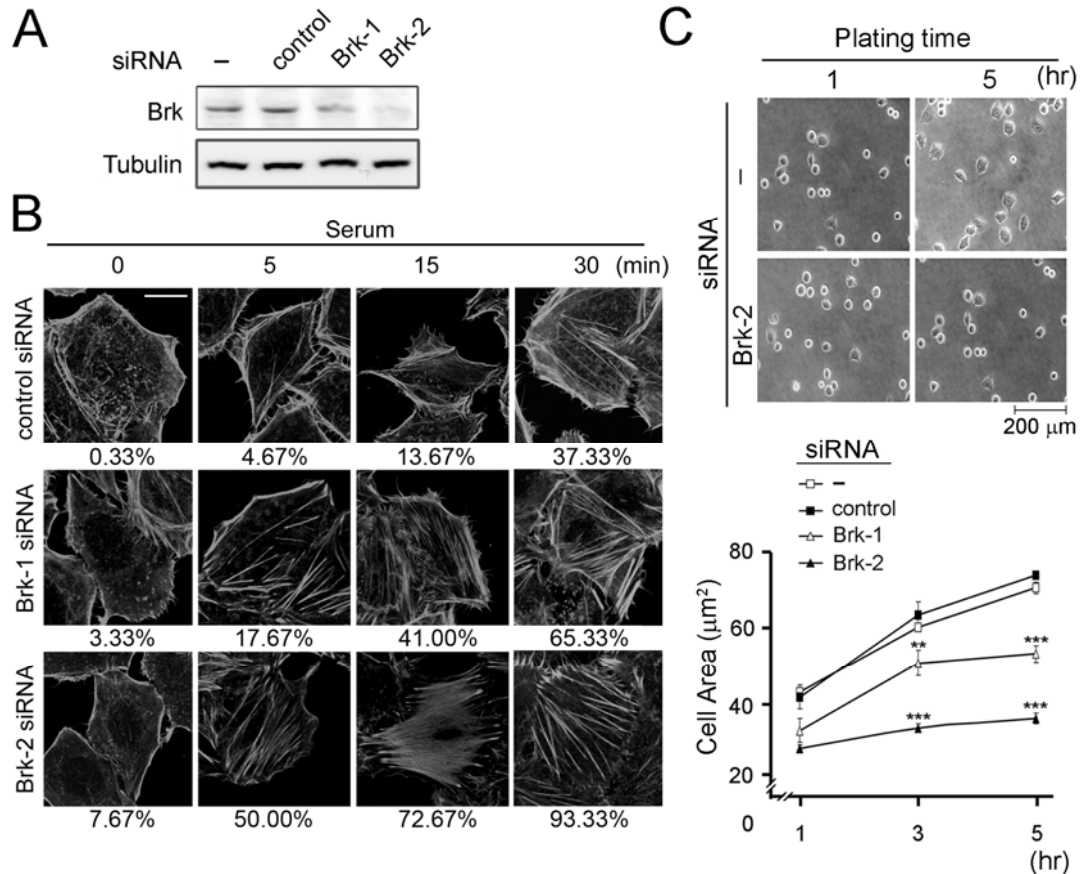 A
siRNA – control Brk-1 Brk-2
Brk
Tubulin
B
Serum
0 5 15 30 (min)
control siRNA
0.33% 4.67% 13.67% 37.33%
Brk-1 siRNA
3.33% 17.67% 41.00% 65.33%
Brk-2 siRNA
7.67% 50.00% 72.67% 93.33%
C
Plating time
1 5 (hr)
siRNA
–
Brk-2
200 µm
siRNA
–
control
Brk-1
Brk-2
Cell Area (µm²)
80
60
40
20
0
** ***
*** ***
1 3 5
(hr)